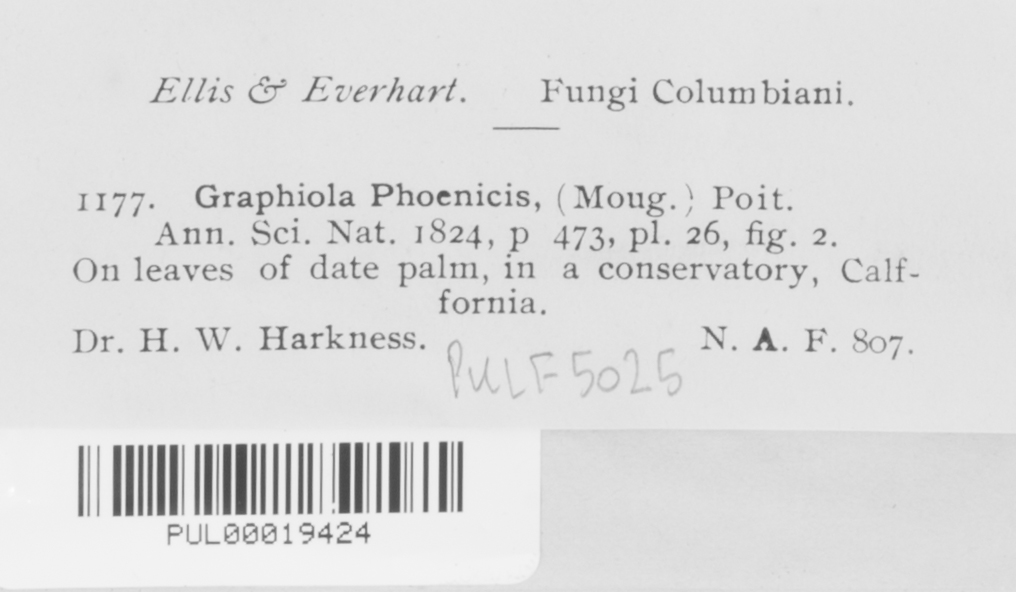 Ellis & Everhart. Fungi Columbiani.
1177. Graphiola Phoenicis, (Moug.) Poit.
Ann. Sci. Nat. 1824, p 473, pl. 26, fig. 2.
On leaves of date palm, in a conservatory, Calf-
fornia.
Dr. H. W. Harkness. N. A. F. 807.
PULF5025
PUL00019424